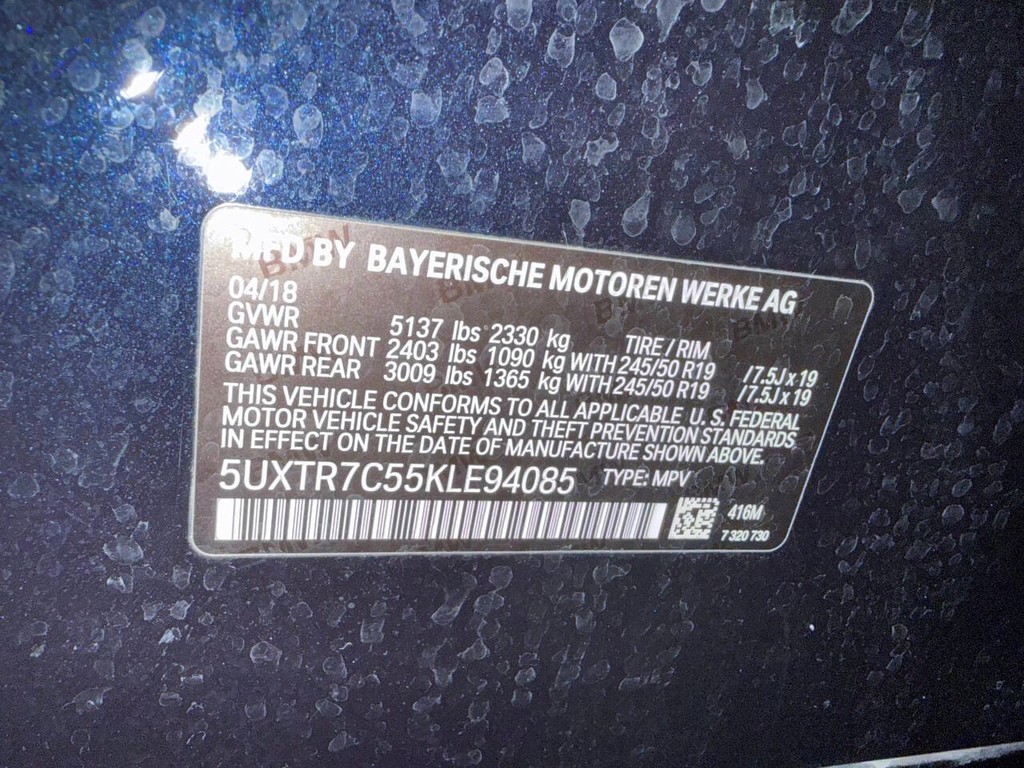 MFD BY BAYERISCHE MOTOREN WERKE AG
04/18
GVWR 5137 lbs 2330 kg TIRE / RIM
GAWR FRONT 2403 lbs 1090 kg WITH 245/50 R19 /7.5J x 19
GAWR REAR 3009 lbs 1365 kg WITH 245/50 R19 /7.5J x 19
THIS VEHICLE CONFORMS TO ALL APPLICABLE U. S. FEDERAL
MOTOR VEHICLE SAFETY AND THEFT PREVENTION STANDARDS
IN EFFECT ON THE DATE OF MANUFACTURE SHOWN ABOVE.
5UXTR7C55KLE94085 TYPE: MPV
416M
7 320 730